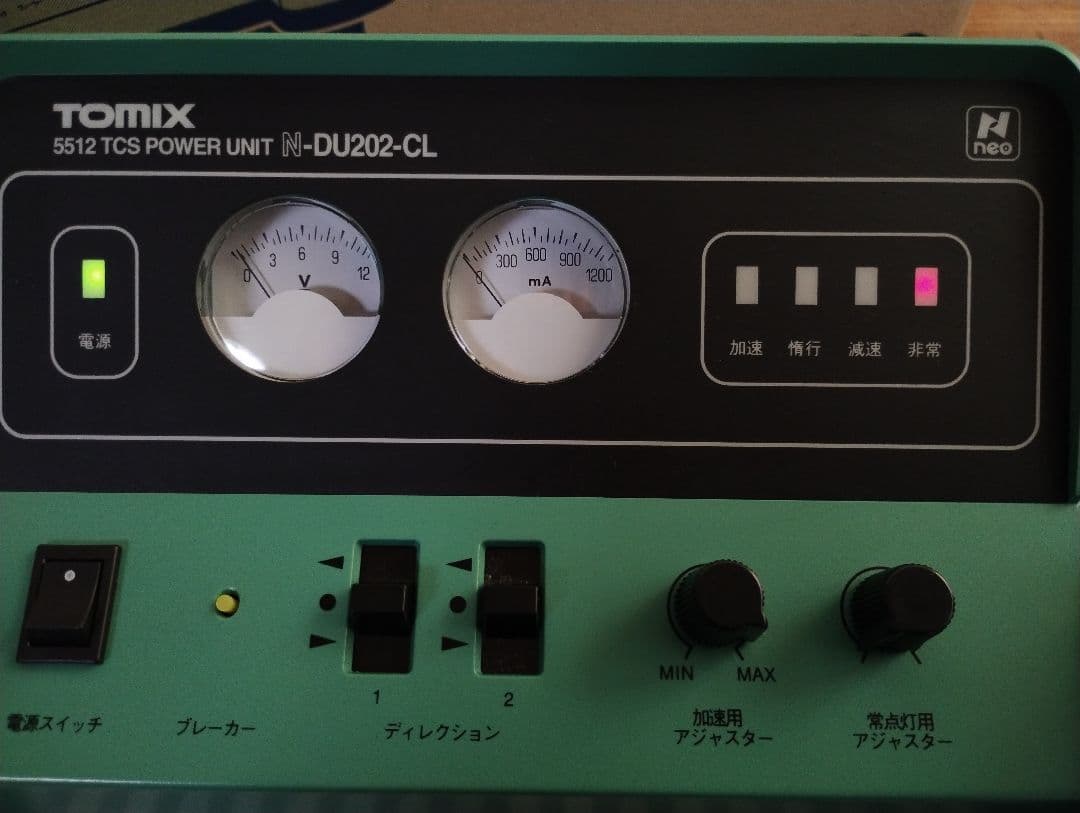 TOMIX
5512 TCS POWER UNIT N-DU202-CL
N neo
0 3 6 9 12
V
0 300 600 900 1200
mA
電源
加速 惰行 減速 非常
1 2
MIN MAX
電源スイッチ
ブレーカー
ディレクション
加速用
アジャスター
常点灯用
アジャスター